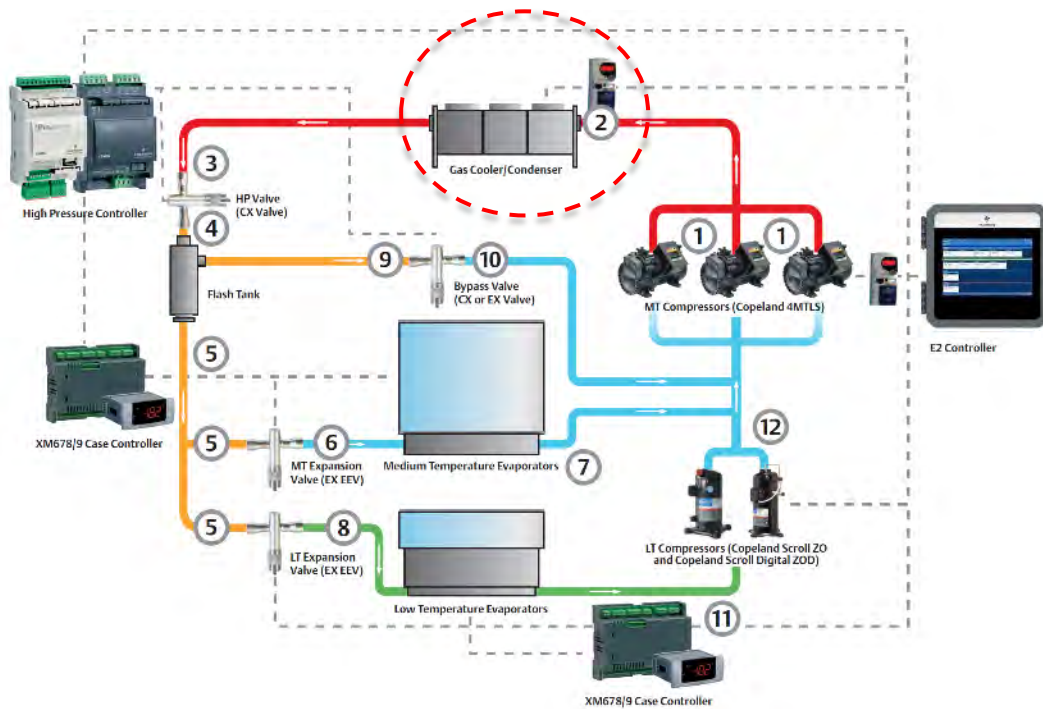 2
Gas Cooler/Condenser
3
High Pressure Controller
HP Valve
(CX Valve)
4
1
1
9
10
Flash Tank
Bypass Valve
(CX or EX Valve)
MT Compressors (Copeland 4MTLS)
E2 Controller
5
XM678/9 Case Controller
5
6
12
MT Expansion
Valve (EX EEV)
Medium Temperature Evaporators
7
5
8
LT Expansion
Valve (EX EEV)
LT Compressors (Copeland Scroll ZO
and Copeland Scroll Digital ZOD)
Low Temperature Evaporators
11
XM678/9 Case Controller